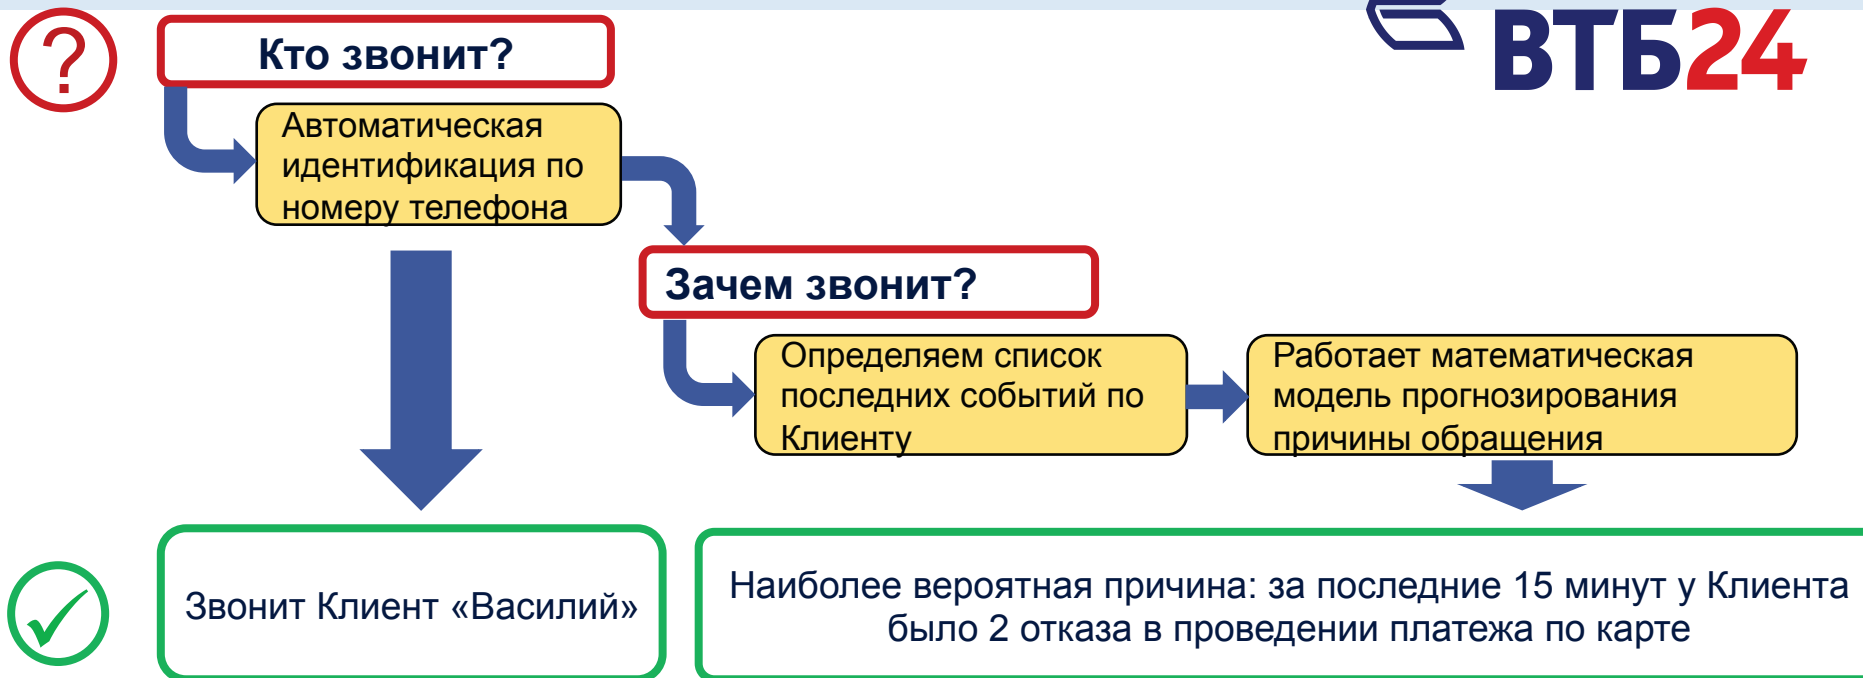 ?
Кто звонит?
ВТБ24
Автоматическая
идентификация по
номеру телефона
Зачем звонит?
Определяем список
последних событий по
Клиенту
Работает математическая
модель прогнозирования
причины обращения
Звонит Клиент «Василий»
Наиболее вероятная причина: за последние 15 минут у Клиента
было 2 отказа в проведении платежа по карте